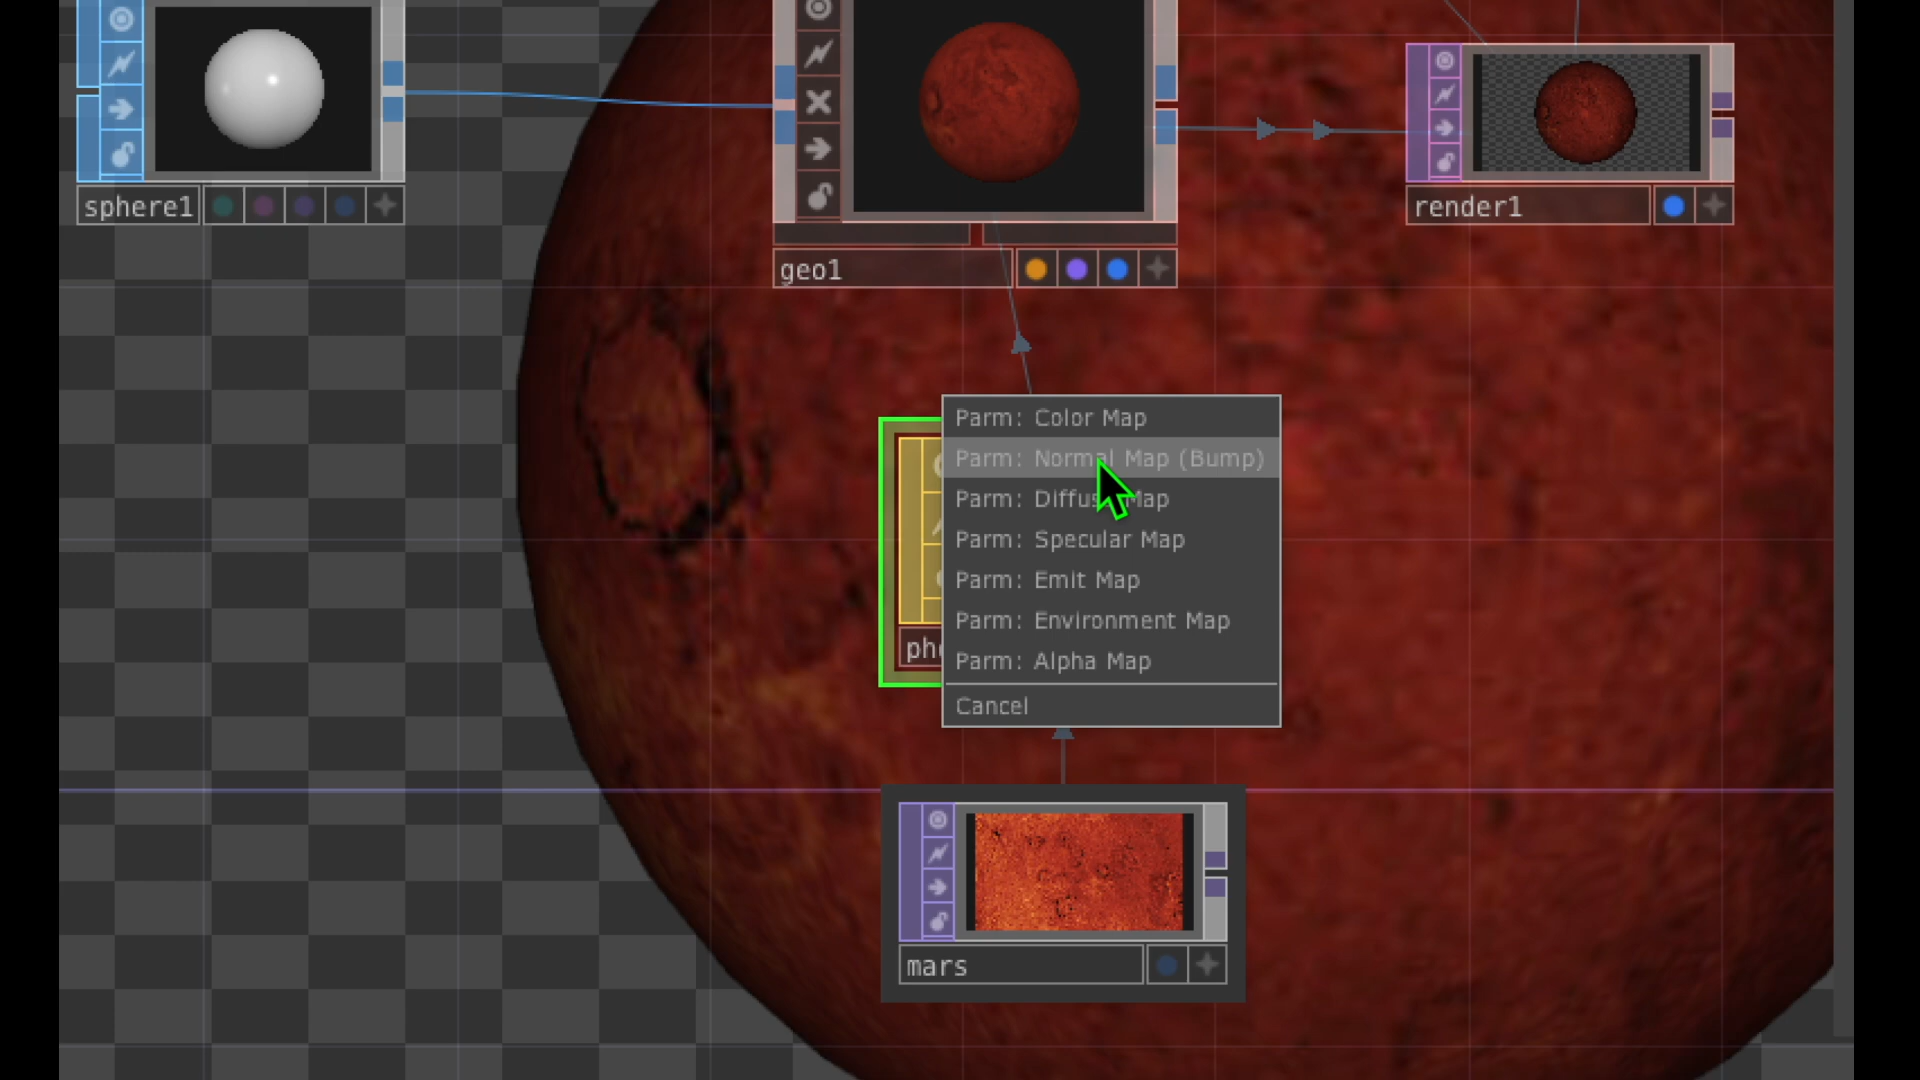 sphere1
render1
geo1
Parm: Color Map
Parm: Normal Map (Bump)
Parm: Diffuse Map
Parm: Specular Map
Parm: Emit Map
Parm: Environment Map
Parm: Alpha Map
Cancel
mars